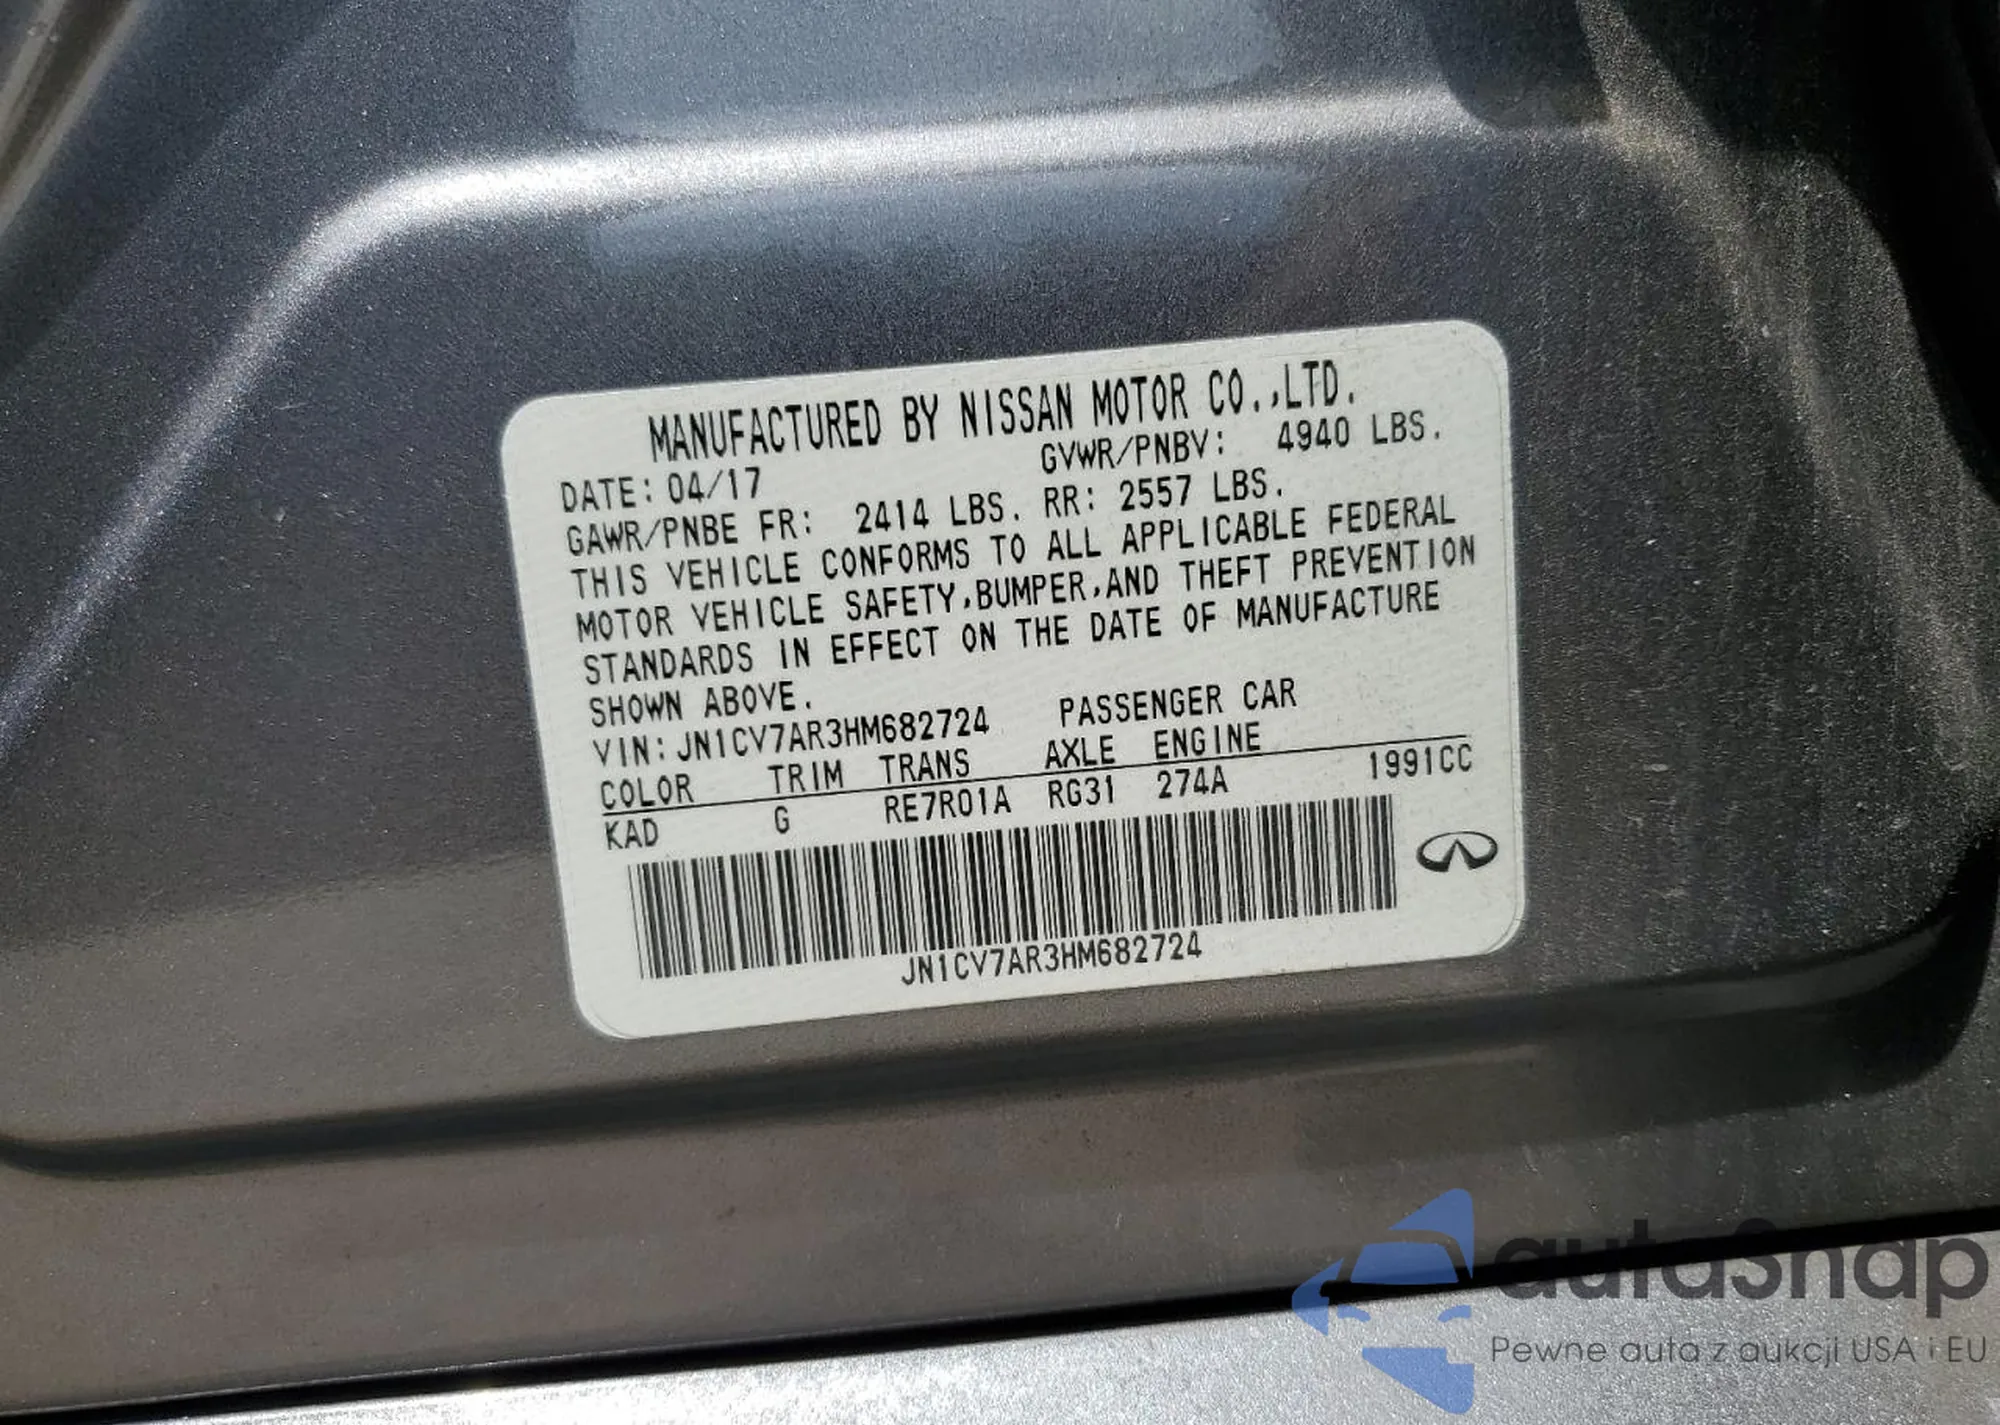 MANUFACTURED BY NISSAN MOTOR CO.,LTD.
DATE: 04/17 GVWR/PNBV: 4940 LBS.
GAWR/PNBE FR: 2414 LBS. RR: 2557 LBS.
THIS VEHICLE CONFORMS TO ALL APPLICABLE FEDERAL
MOTOR VEHICLE SAFETY,BUMPER,AND THEFT PREVENTION
STANDARDS IN EFFECT ON THE DATE OF MANUFACTURE
SHOWN ABOVE.
VIN: JN1CV7AR3HM682724 PASSENGER CAR
COLOR TRIM TRANS AXLE ENGINE
KAD G RE7R01A RG31 274A 1991CC
JN1CV7AR3HM682724
autoSnap
Pewne auta z aukcji USA i EU